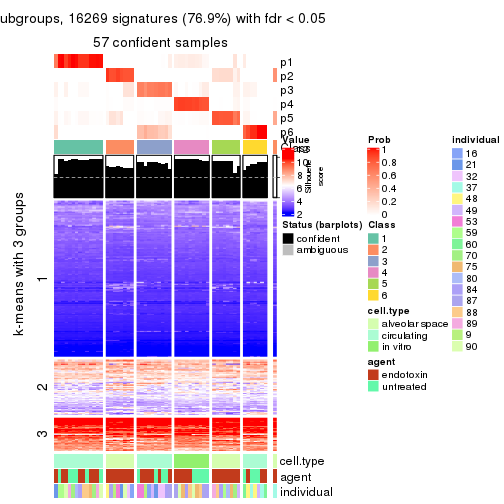 ubgroups, 16269 signatures (76.9%) with fdr < 0.05
57 confident samples
p1
p2
p3
p4
p5
p6
Class
k-means with 3 groups
1
2
3
cell.type
agent
individual
Value
10
8
6
4
2
Silhouette
score
Status (barplots)
confident
ambiguous
Prob
1
0.8
0.6
0.4
0.2
0
Class
1
2
3
4
5
6
cell.type
alveolar space
circulating
in vitro
agent
endotoxin
untreated
individual
16
21
32
37
48
49
53
59
60
70
75
80
84
87
88
89
9
90